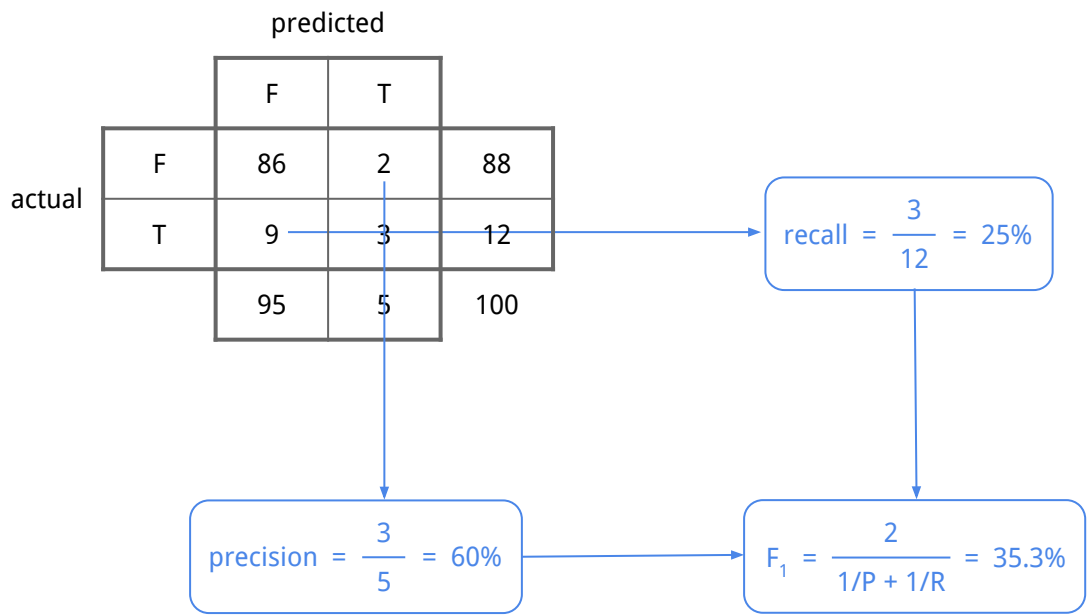 predicted
F T
F 86 2 88
actual
T 9 3 12
95 5 100
recall = 3/12 = 25%
precision = 3/5 = 60%
F₁ = 2/(1/P + 1/R) = 35.3%